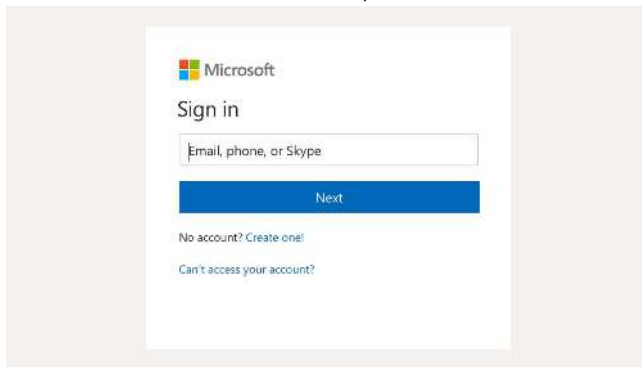 Microsoft
Sign in
Email, phone, or Skype
Next
No account? Create one!
Can't access your account?